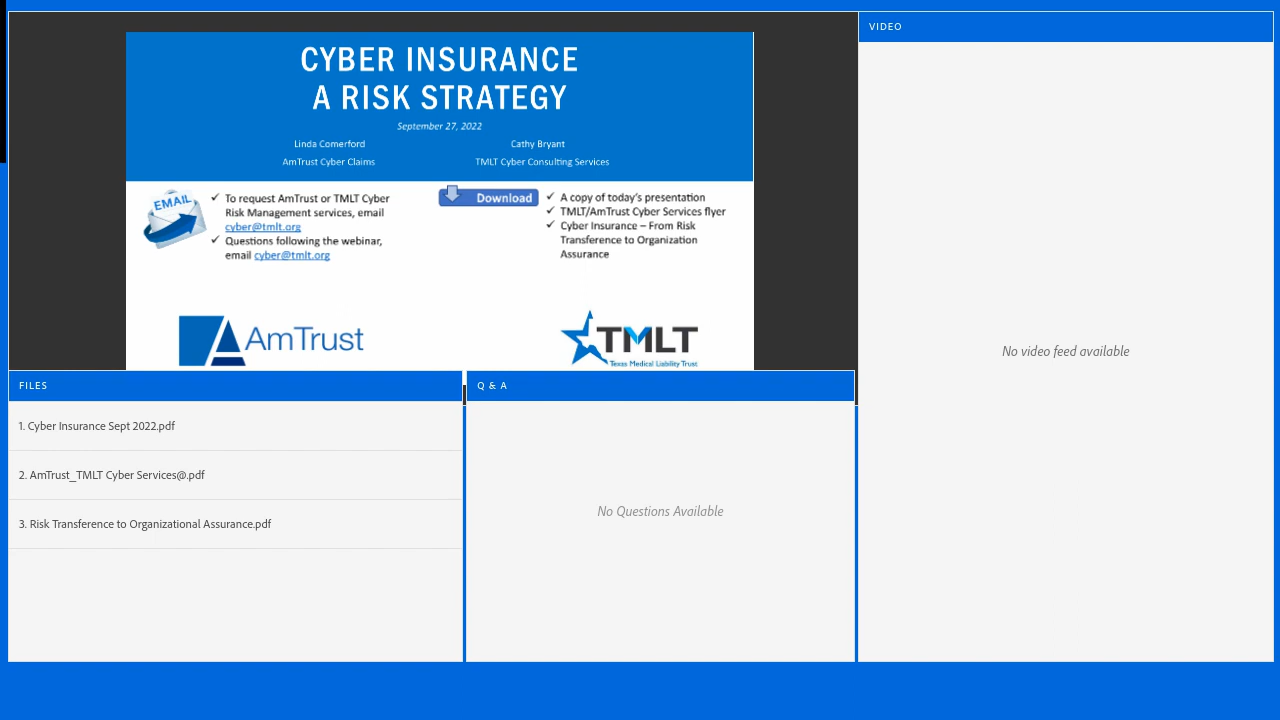 CYBER INSURANCE
A RISK STRATEGY
September 27, 2022
Linda Comerford
AmTrust Cyber Claims
Cathy Bryant
TMLT Cyber Consulting Services
EMAIL
✓ To request AmTrust or TMLT Cyber
Risk Management services, email
cyber@tmlt.org
✓ Questions following the webinar,
email cyber@tmlt.org
Download
✓ A copy of today's presentation
✓ TMLT/AmTrust Cyber Services flyer
✓ Cyber Insurance – From Risk
Transference to Organization
Assurance
AmTrust
TMLT
Texas Medical Liability Trust
FILES
1. Cyber Insurance Sept 2022.pdf
2. AmTrust_TMLT Cyber Services@.pdf
3. Risk Transference to Organizational Assurance.pdf
Q & A
No Questions Available
VIDEO
No video feed available